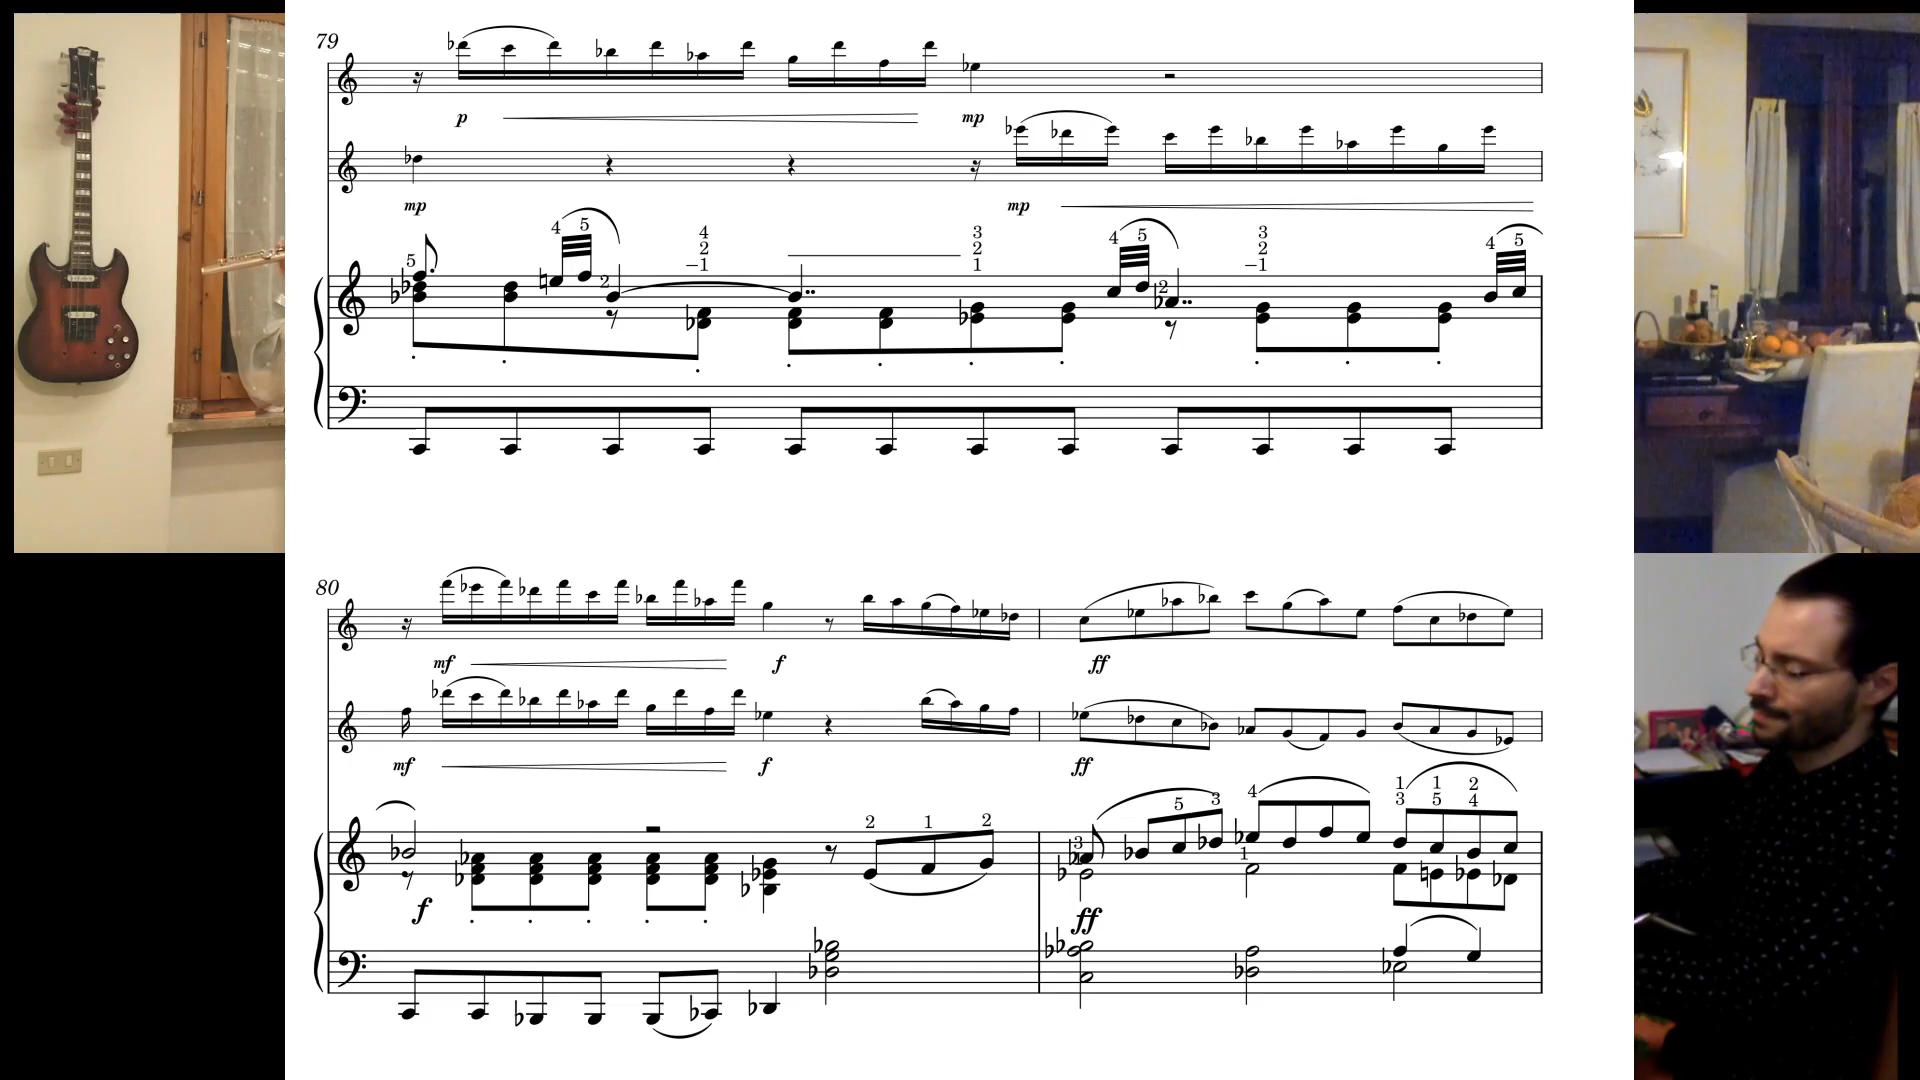 79
p mp
mp mp
4 5 4 3 4 5 3 4 5
5 2 2 2 2 2
–1 1 –1
80
mf f ff
mf f ff
5 3 4 1 1 2
3 5 4
2 1 2 3 1
f ff